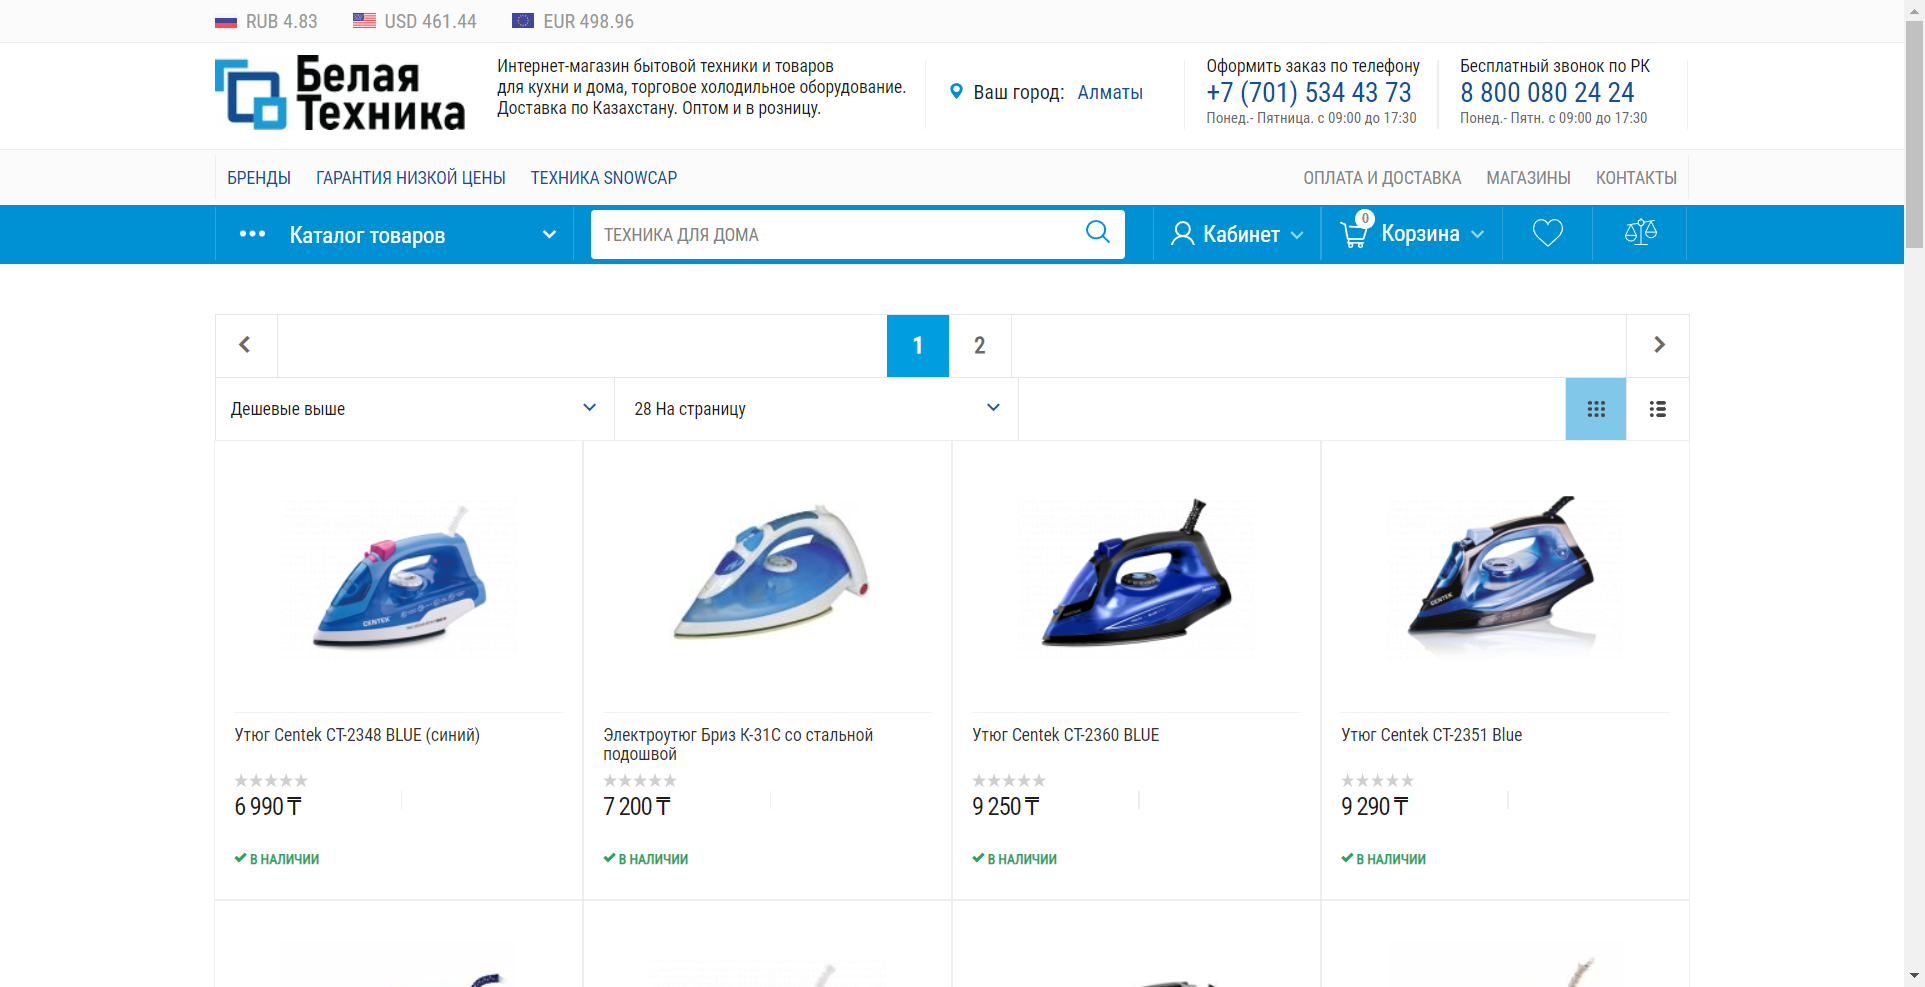 RUB 4.83 USD 461.44 EUR 498.96
Белая
Техника
Интернет-магазин бытовой техники и товаров
для кухни и дома, торговое холодильное оборудование.
Доставка по Казахстану. Оптом и в розницу.
Ваш город: Алматы
Оформить заказ по телефону
+7 (701) 534 43 73
Понед.- Пятница. с 09:00 до 17:30
Бесплатный звонок по РК
8 800 080 24 24
Понед.- Пятн. с 09:00 до 17:30
БРЕНДЫ ГАРАНТИЯ НИЗКОЙ ЦЕНЫ ТЕХНИКА SNOWCAP ОПЛАТА И ДОСТАВКА МАГАЗИНЫ КОНТАКТЫ
Каталог товаров ТЕХНИКА ДЛЯ ДОМА Кабинет 0 Корзина
1 2
Дешевые выше 28 На страницу
CENTEK
CENTEK
Утюг Centek CT-2348 BLUE (синий)
6 990 ₸
В НАЛИЧИИ
Электроутюг Бриз К-31С со стальной
подошвой
7 200 ₸
В НАЛИЧИИ
Утюг Centek CT-2360 BLUE
9 250 ₸
В НАЛИЧИИ
Утюг Centek CT-2351 Blue
9 290 ₸
В НАЛИЧИИ